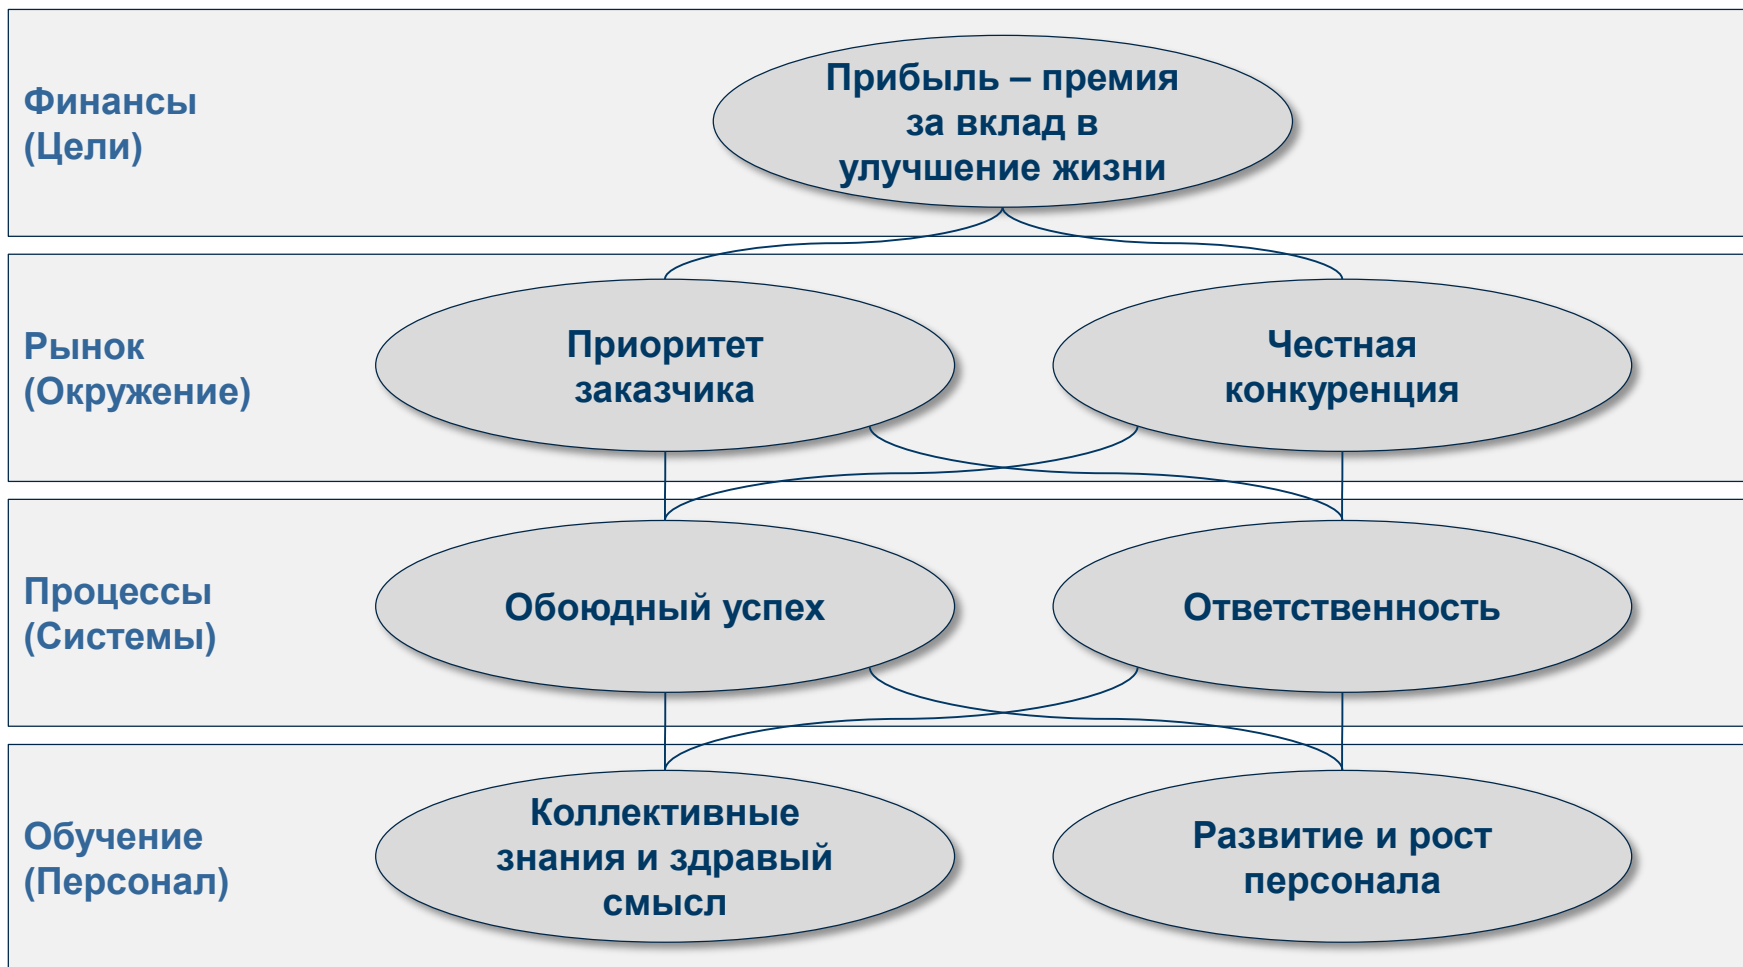 Финансы
(Цели)
Прибыль – премия
за вклад в
улучшение жизни
Рынок
(Окружение)
Приоритет
заказчика
Честная
конкуренция
Процессы
(Системы)
Обоюдный успех
Ответственность
Обучение
(Персонал)
Коллективные
знания и здравый
смысл
Развитие и рост
персонала